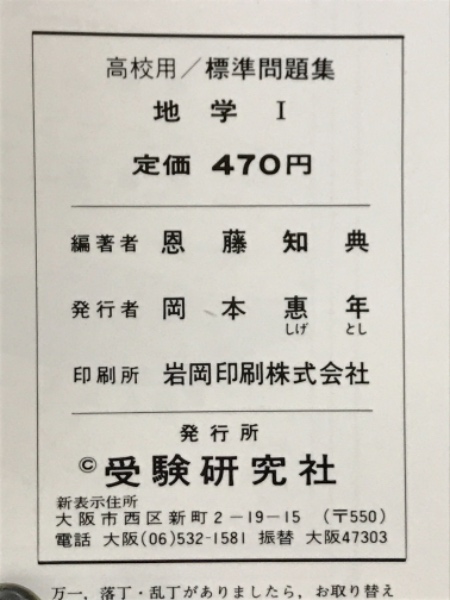 高校用/標準問題集
地学 I
定価 470円
編著者 恩藤知典
発行者 岡本惠年
しげ とし
印刷所 岩岡印刷株式会社
発行所
© 受験研究社
新表示住所
大阪市西区新町2-19-15 (〒550)
電話 大阪(06)532-1581 振替 大阪47303
万一,落丁・乱丁がありましたら,お取り替え